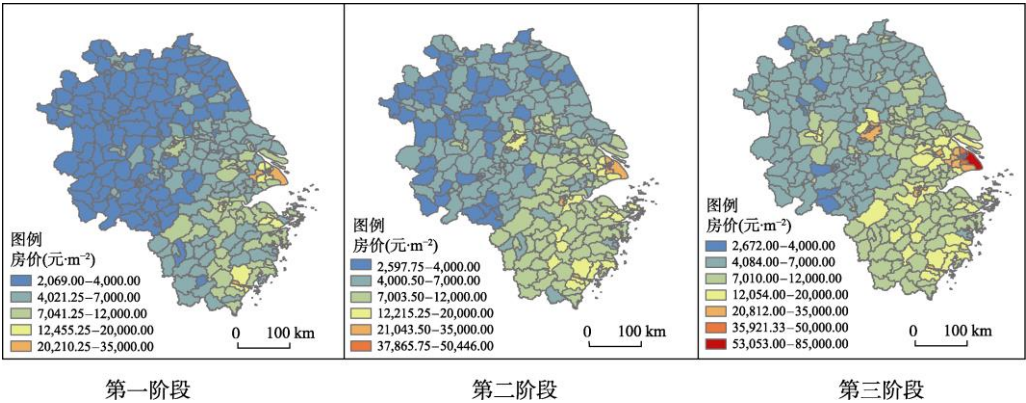 图例
房价(元·m⁻²)
2,069.00–4,000.00
4,021.25–7,000.00
7,041.25–12,000.00
12,455.25–20,000.00
20,210.25–35,000.00
0 100 km
图例
房价(元·m⁻²)
2,597.75–4,000.00
4,000.50–7,000.00
7,003.50–12,000.00
12,215.25–20,000.00
21,043.50–35,000.00
37,865.75–50,446.00
0 100 km
图例
房价(元·m⁻²)
2,672.00–4,000.00
4,084.00–7,000.00
7,010.00–12,000.00
12,054.00–20,000.00
20,812.00–35,000.00
35,921.33–50,000.00
53,053.00–85,000.00
0 100 km
第一阶段
第二阶段
第三阶段